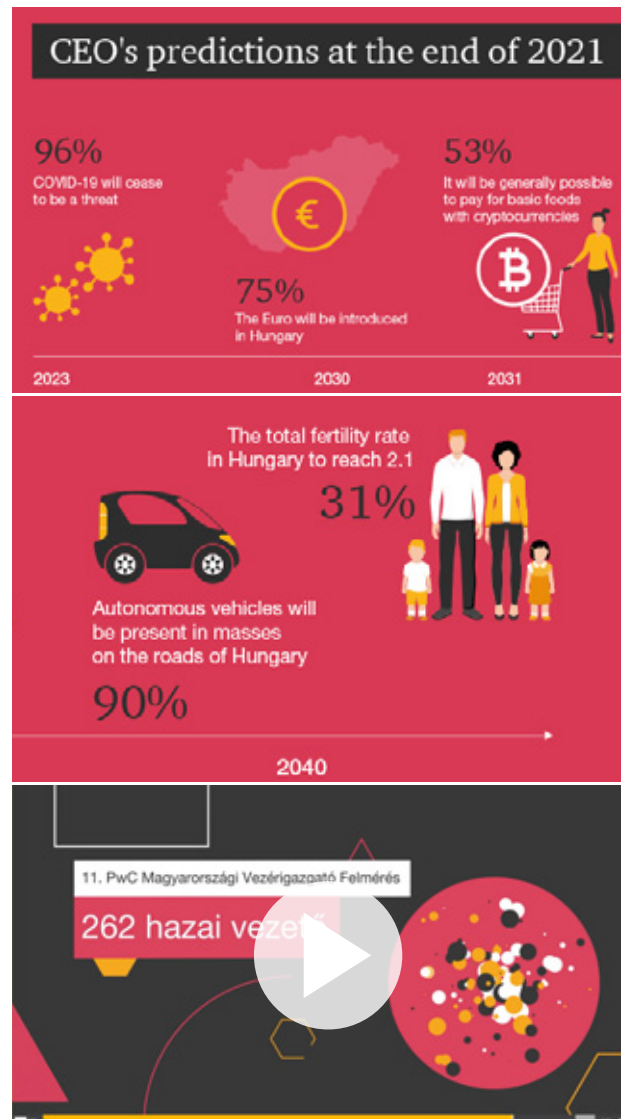 CEO's predictions at the end of 2021
96%
COVID-19 will cease
to be a threat
€
75%
The Euro will be introduced
in Hungary
53%
It will be generally possible
to pay for basic foods
with cryptocurrencies
2023
2030
2031
The total fertility rate
in Hungary to reach 2.1
31%
Autonomous vehicles will
be present in masses
on the roads of Hungary
90%
2040
11. PwC Magyarországi Vezérigazgató Felmérés
262 hazai vezető